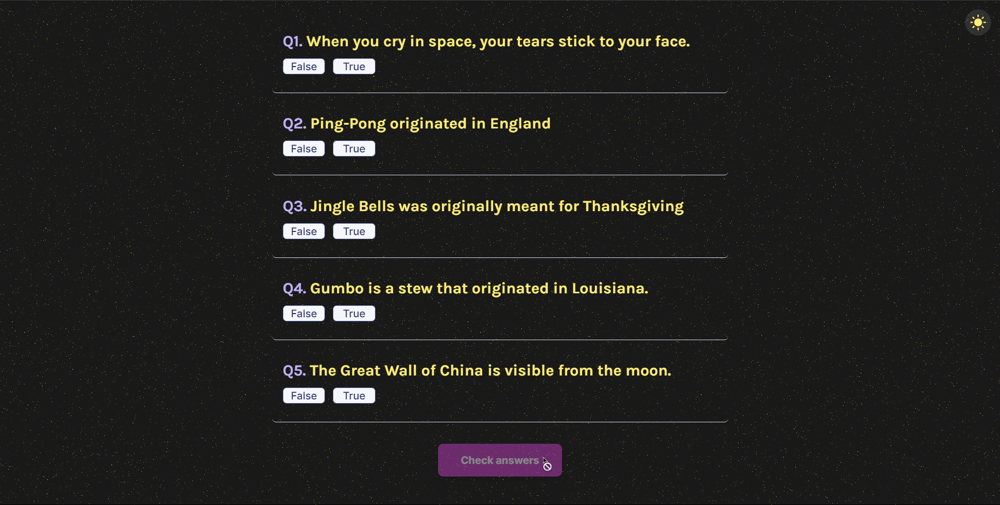 Q1. When you cry in space, your tears stick to your face.
False True
Q2. Ping-Pong originated in England
False True
Q3. Jingle Bells was originally meant for Thanksgiving
False True
Q4. Gumbo is a stew that originated in Louisiana.
False True
Q5. The Great Wall of China is visible from the moon.
False True
Check answers